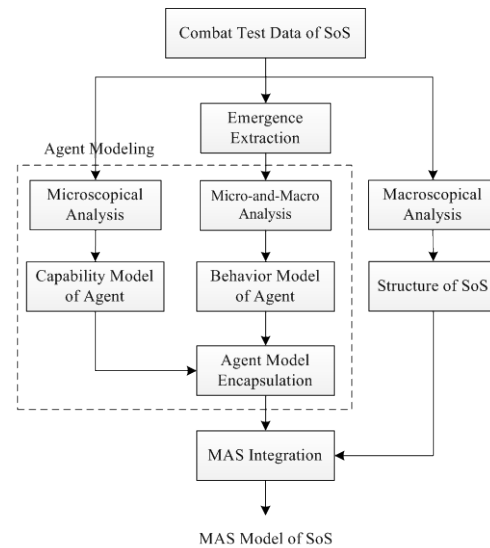 Combat Test Data of SoS
Emergence
Extraction
Agent Modeling
Microscopical
Analysis
Micro-and-Macro
Analysis
Macroscopical
Analysis
Capability Model
of Agent
Behavior Model
of Agent
Structure of SoS
Agent Model
Encapsulation
MAS Integration
MAS Model of SoS